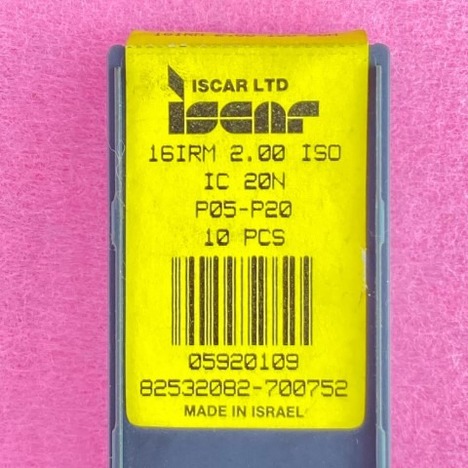 ISCAR LTD
iscar
16IRM 2.00 ISO
IC 20N
P05-P20
10 PCS
05920109
82532082-700752
MADE IN ISRAEL